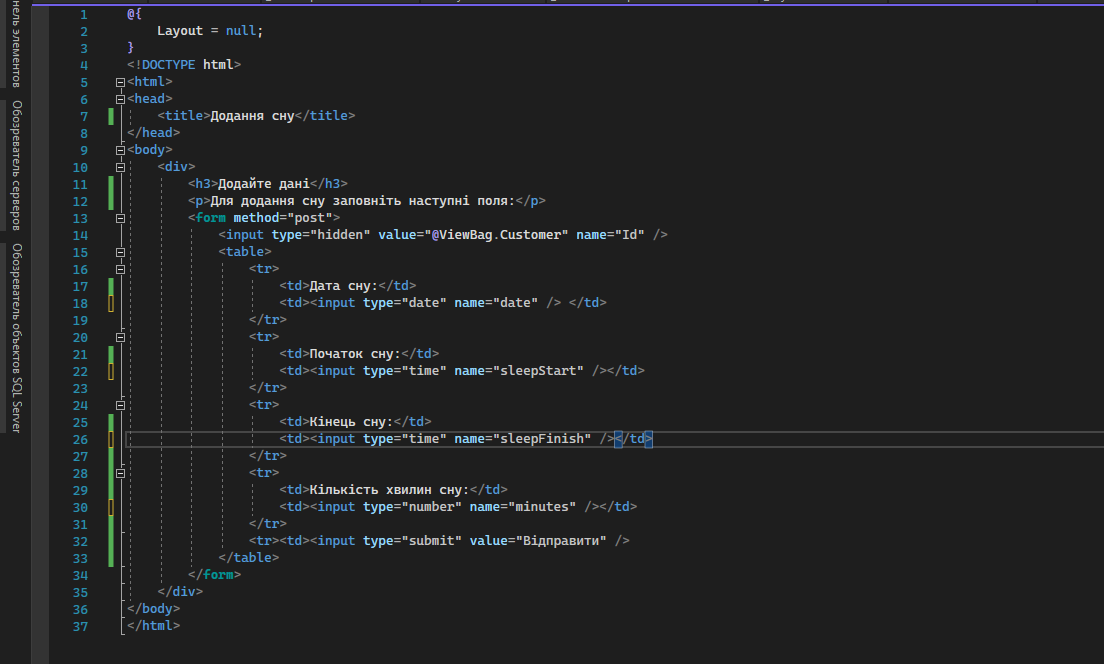 нель элементов
Обозреватель серверов
Обозреватель объектов SQL Server
1 @{
2 Layout = null;
3 }
4 <!DOCTYPE html>
5 <html>
6 <head>
7 <title>Додання сну</title>
8 </head>
9 <body>
10 <div>
11 <h3>Додайте дані</h3>
12 <p>Для додання сну заповніть наступні поля:</p>
13 <form method="post">
14 <input type="hidden" value="@ViewBag.Customer" name="Id" />
15 <table>
16 <tr>
17 <td>Дата сну:</td>
18 <td><input type="date" name="date" /> </td>
19 </tr>
20 <tr>
21 <td>Початок сну:</td>
22 <td><input type="time" name="sleepStart" /></td>
23 </tr>
24 <tr>
25 <td>Кінець сну:</td>
26 <td><input type="time" name="sleepFinish" /></td>
27 </tr>
28 <tr>
29 <td>Кількість хвилин сну:</td>
30 <td><input type="number" name="minutes" /></td>
31 </tr>
32 <tr><td><input type="submit" value="Відправити" />
33 </table>
34 </form>
35 </div>
36 </body>
37 </html>